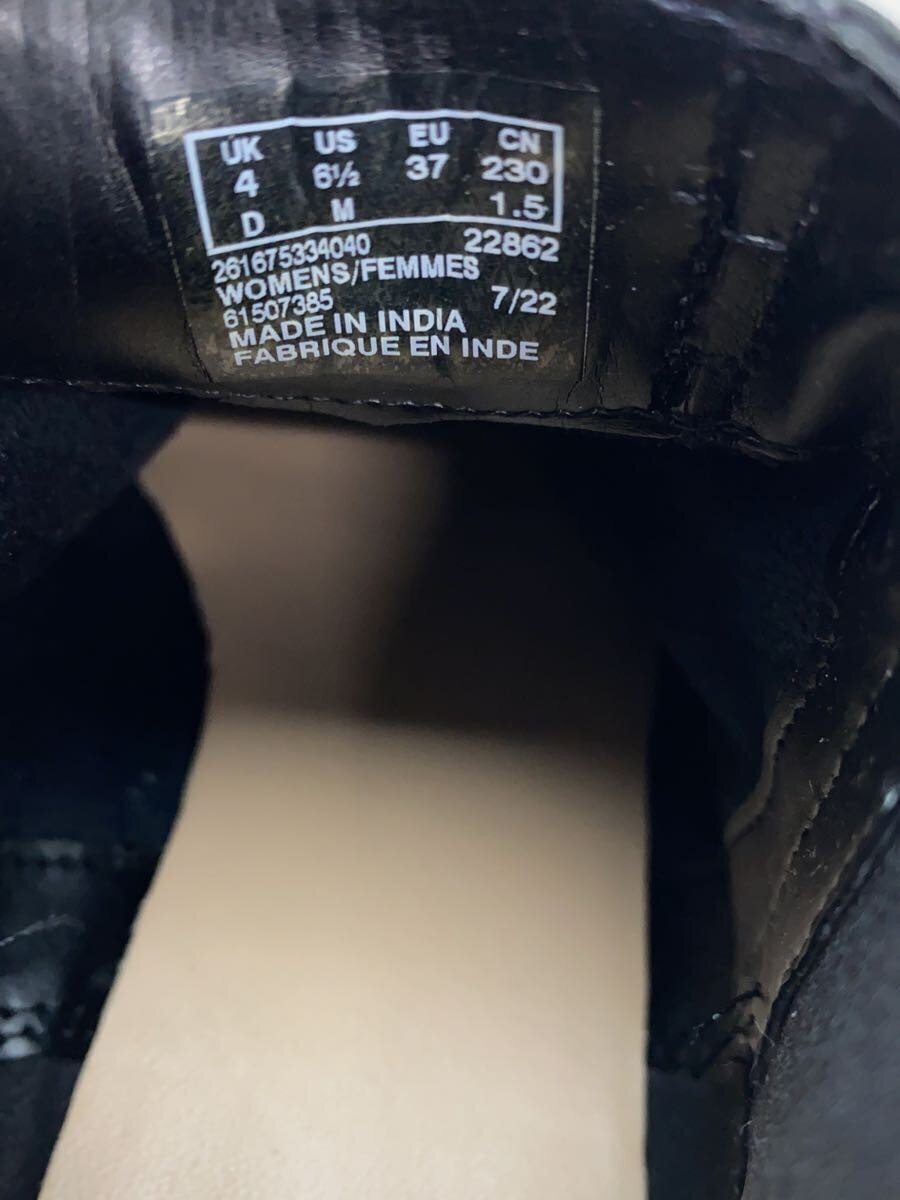 UK US EU CN
4 6½ 37 230
D M 1.5
261675334040 22862
WOMENS/FEMMES
61507385 7/22
MADE IN INDIA
FABRIQUE EN INDE